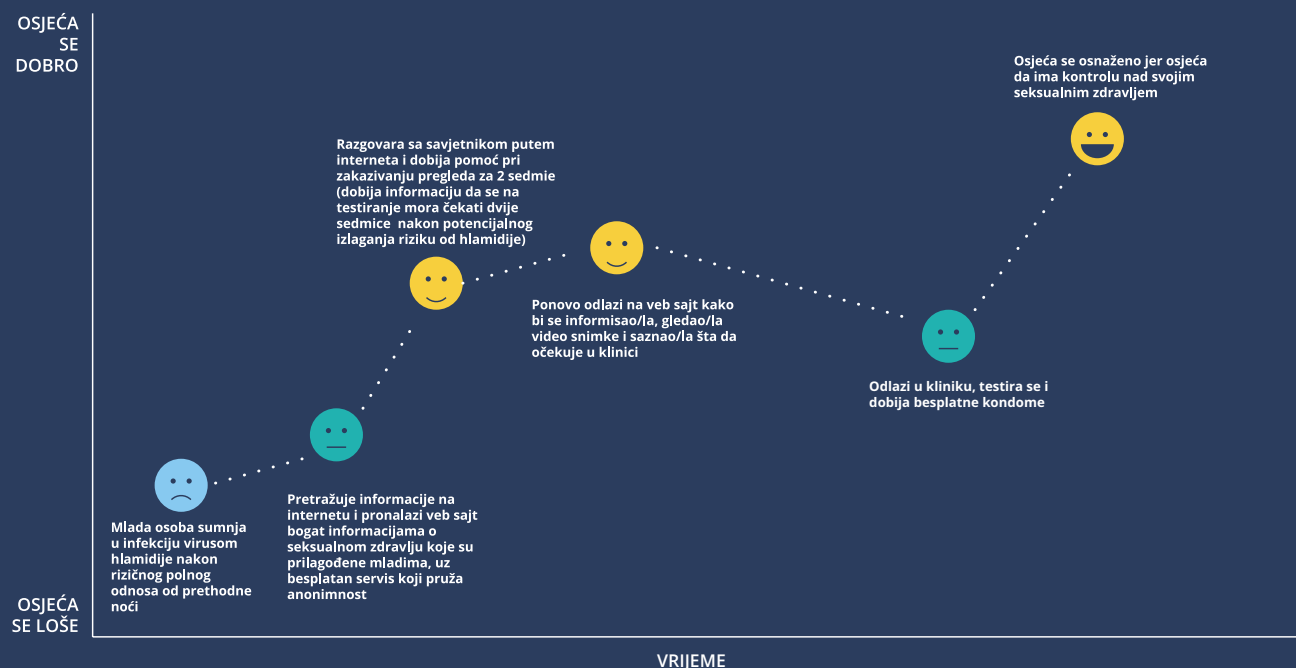 OSJEĆA
SE
DOBRO
Osjeća se osnaženo jer osjeća
da ima kontrolu nad svojim
seksualnim zdravljem
Razgovara sa savjetnikom putem
interneta i dobija pomoć pri
zakazivanju pregleda za 2 sedmie
(dobija informaciju da se na
testiranje mora čekati dvije
sedmice nakon potencijalnog
izlaganja riziku od hlamidije)
Ponovo odlazi na veb sajt kako
bi se informisao/la, gledao/la
video snimke i saznao/la šta da
očekuje u klinici
Odlazi u kliniku, testira se i
dobija besplatne kondome
Pretražuje informacije na
internetu i pronalazi veb sajt
bogat informacijama o
seksualnom zdravlju koje su
prilagođene mladima, uz
besplatan servis koji pruža
anonimnost
Mlada osoba sumnja
u infekciju virusom
hlamidije nakon
rizičnog polnog
odnosa od prethodne
noći
OSJEĆA
SE LOŠE
VRIJEME